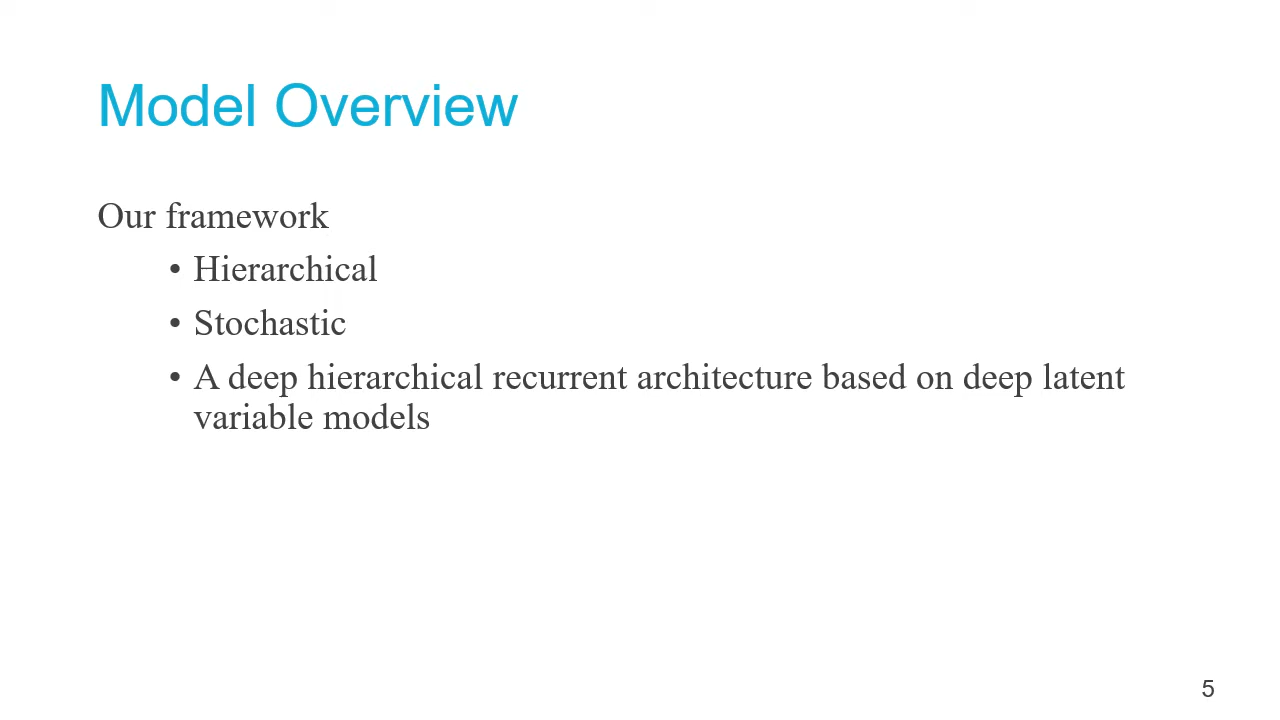 Model Overview
Our framework
• Hierarchical
• Stochastic
• A deep hierarchical recurrent architecture based on deep latent
variable models
5